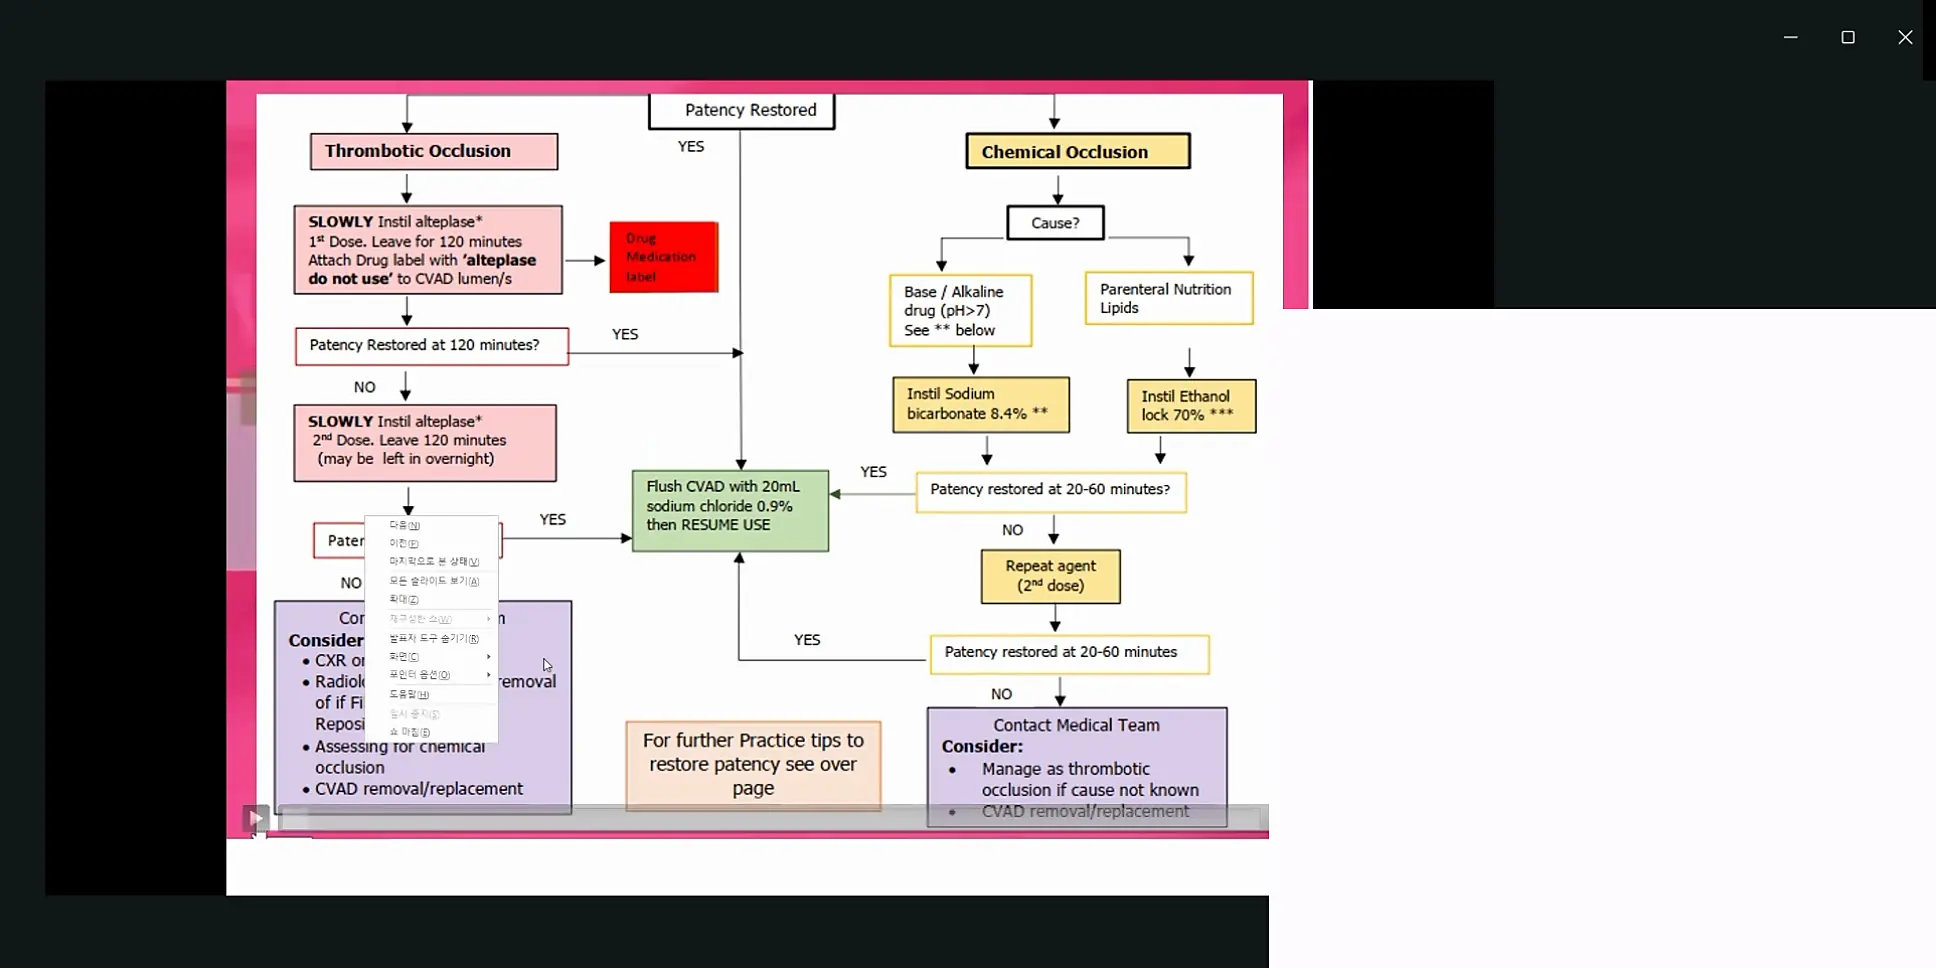 Patency Restored
YES
Thrombotic Occlusion
SLOWLY Instil alteplase*
1st Dose. Leave for 120 minutes
Attach Drug label with ‘alteplase
do not use’ to CVAD lumen/s
Drug
Medication
label
Patency Restored at 120 minutes?
YES
NO
SLOWLY Instil alteplase*
2nd Dose. Leave 120 minutes
(may be left in overnight)
YES
NO
Consider
• CXR
removal
of if
• Assessing for chemical
occlusion
• CVAD removal/replacement
다음(N)
이전(P)
마지막으로 본 상태(V)
모든 슬라이드 보기(A)
확대(Z)
재구성한 쇼(W)
발표자 도구 숨기기(R)
화면(C)
포인터 옵션(O)
도움말(H)
일시 중지(S)
쇼 마침(E)
Flush CVAD with 20mL
sodium chloride 0.9%
then RESUME USE
YES
For further Practice tips to
restore patency see over
page
Chemical Occlusion
Cause?
Base / Alkaline
drug (pH>7)
See ** below
Parenteral Nutrition
Lipids
Instil Sodium
bicarbonate 8.4% **
Instil Ethanol
lock 70% ***
YES
Patency restored at 20-60 minutes?
NO
Repeat agent
(2nd dose)
Patency restored at 20-60 minutes
NO
Contact Medical Team
Consider:
• Manage as thrombotic
occlusion if cause not known
• CVAD removal/replacement